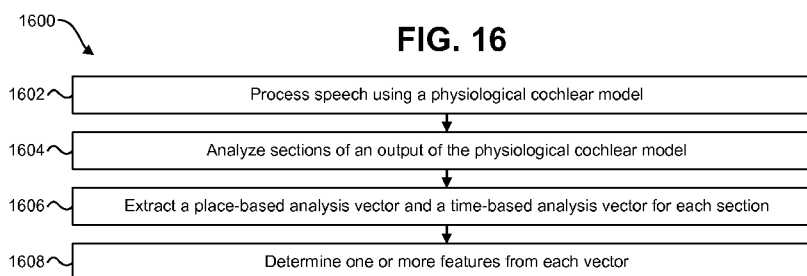 1600
FIG. 16
1602
Process speech using a physiological cochlear model
1604
Analyze sections of an output of the physiological cochlear model
1606
Extract a place-based analysis vector and a time-based analysis vector for each section
1608
Determine one or more features from each vector